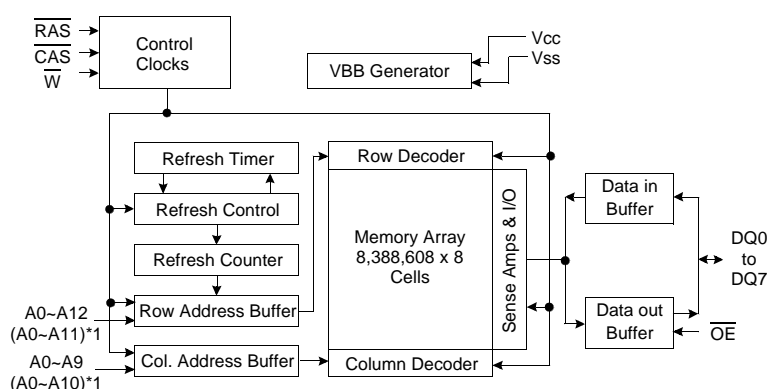 RAS
CAS
W
Control
Clocks
VBB Generator
Vcc
Vss
Refresh Timer
Refresh Control
Refresh Counter
Row Address Buffer
Col. Address Buffer
A0~A12
(A0~A11)*1
A0~A9
(A0~A10)*1
Row Decoder
Memory Array
8,388,608 x 8
Cells
Column Decoder
Sense Amps & I/O
Data in
Buffer
Data out
Buffer
DQ0
to
DQ7
OE